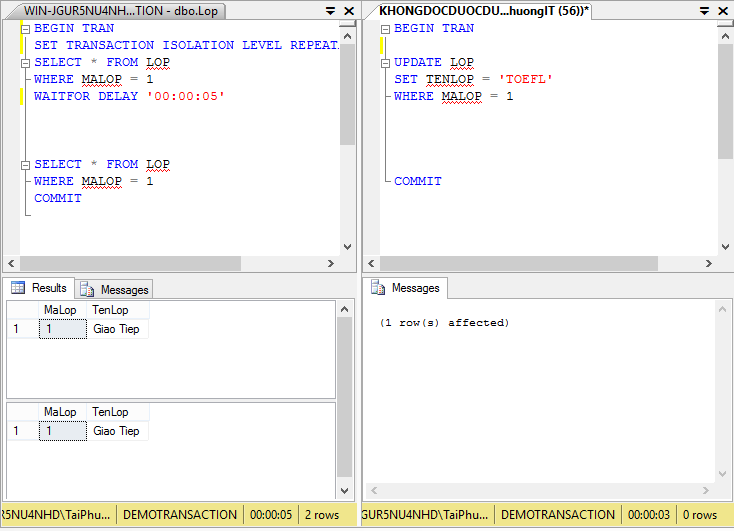 WIN-JGUR5NU4NH...TION - dbo.Lop
BEGIN TRAN
SET TRANSACTION ISOLATION LEVEL REPEAT
SELECT * FROM LOP
WHERE MALOP = 1
WAITFOR DELAY '00:00:05'
SELECT * FROM LOP
WHERE MALOP = 1
COMMIT
Results
Messages
MaLop TenLop
1 1 Giao Tiep
MaLop TenLop
1 1 Giao Tiep
GUR5NU4NHD\TaiPhu... DEMOTRANSACTION 00:00:05 2 rows
KHONGDOCDUOCDU...huongIT (56))*
BEGIN TRAN
UPDATE LOP
SET TENLOP = 'TOEFL'
WHERE MALOP = 1
COMMIT
Messages
(1 row(s) affected)
GUR5NU4NHD\TaiPhu... DEMOTRANSACTION 00:00:03 0 rows